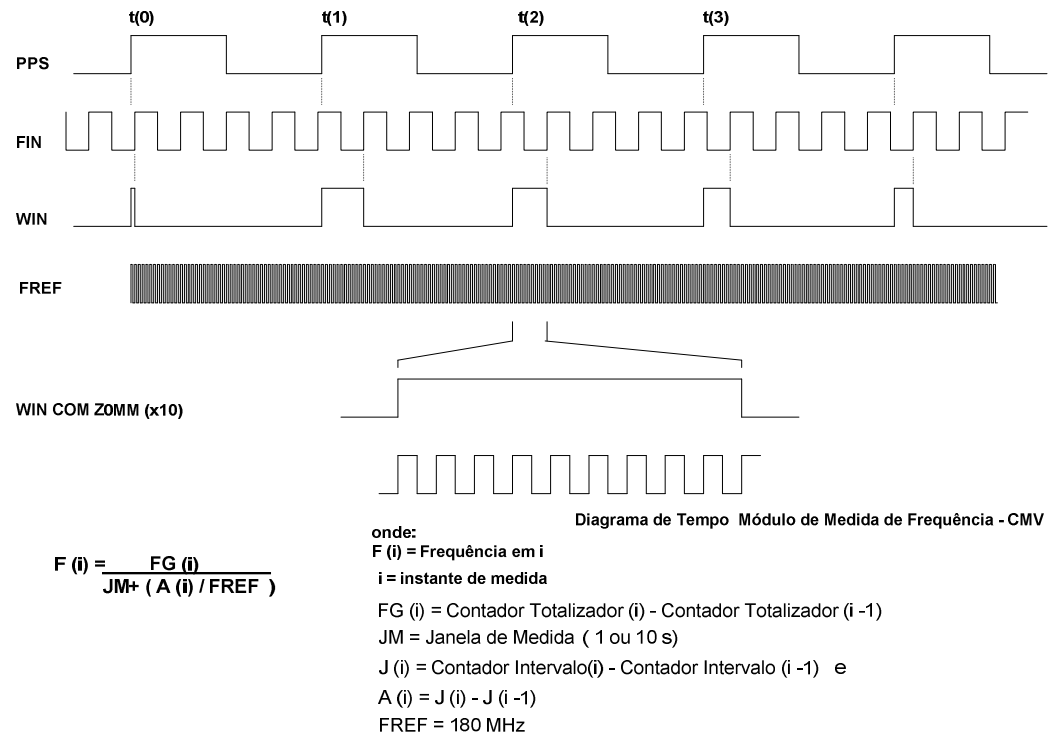 t(0) t(1) t(2) t(3)
PPS
FIN
WIN
FREF
WIN COM Z0MM (x10)
Diagrama de Tempo Módulo de Medida de Frequência - CMV
onde:
F (i) = Frequência em i
i = instante de medida
F (i) = FG (i)
JM+ ( A (i) / FREF )
FG (i) = Contador Totalizador (i) - Contador Totalizador (i -1)
JM = Janela de Medida ( 1 ou 10 s)
J (i) = Contador Intervalo(i) - Contador Intervalo (i -1) e
A (i) = J (i) - J (i -1)
FREF = 180 MHz